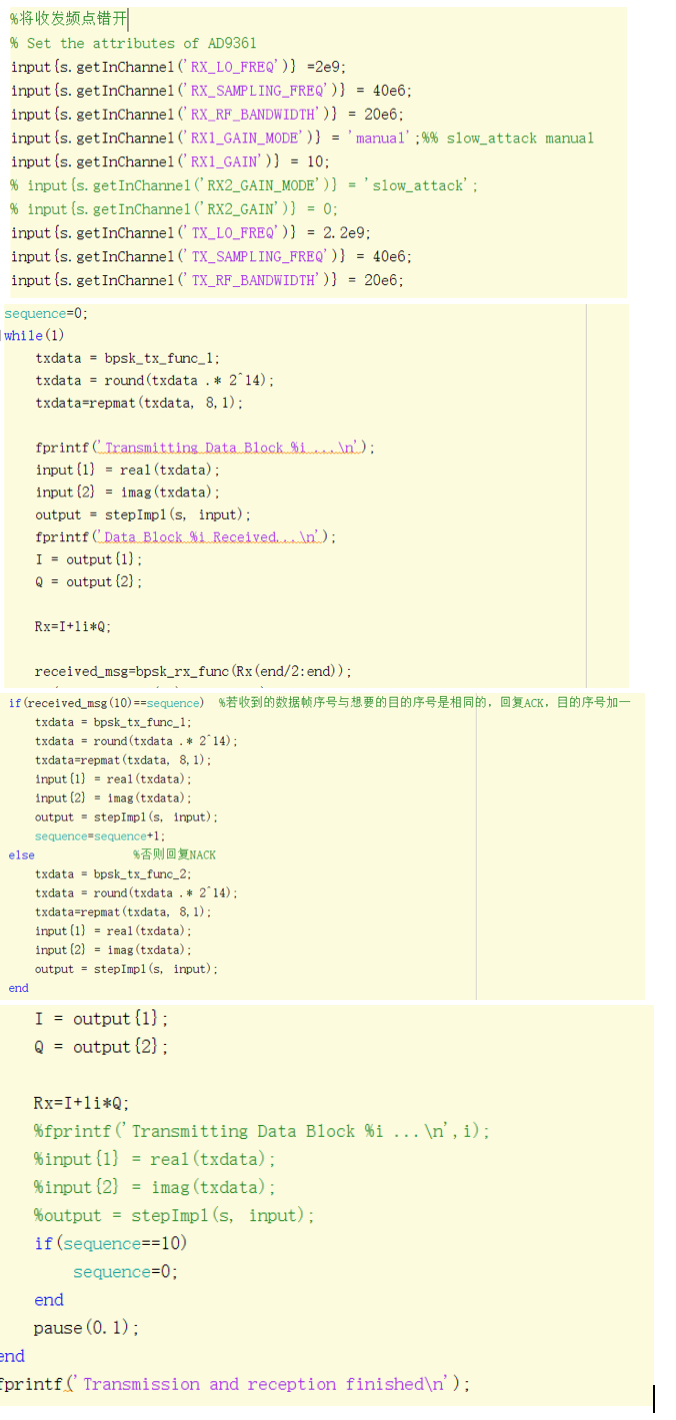 %将收发频点错开
% Set the attributes of AD9361
input{s.getInChannel('RX_LO_FREQ')} =2e9;
input{s.getInChannel('RX_SAMPLING_FREQ')} = 40e6;
input{s.getInChannel('RX_RF_BANDWIDTH')} = 20e6;
input{s.getInChannel('RX1_GAIN_MODE')} = 'manual';%% slow_attack manual
input{s.getInChannel('RX1_GAIN')} = 10;
% input{s.getInChannel('RX2_GAIN_MODE')} = 'slow_attack';
% input{s.getInChannel('RX2_GAIN')} = 0;
input{s.getInChannel('TX_LO_FREQ')} = 2.2e9;
input{s.getInChannel('TX_SAMPLING_FREQ')} = 40e6;
input{s.getInChannel('TX_RF_BANDWIDTH')} = 20e6;
sequence=0;
while(1)
txdata = bpsk_tx_func_1;
txdata = round(txdata .* 2^14);
txdata=repmat(txdata, 8,1);
fprintf('Transmitting Data Block %i ...\n');
input{1} = real(txdata);
input{2} = imag(txdata);
output = stepImpl(s, input);
fprintf('Data Block %i Received...\n');
I = output{1};
Q = output{2};
Rx=I+1i*Q;
received_msg=bpsk_rx_func(Rx(end/2:end));
if(received_msg(10)==sequence) %若收到的数据帧序号与想要的目的序号是相同的，回复ACK，目的序号加一
txdata = bpsk_tx_func_1;
txdata = round(txdata .* 2^14);
txdata=repmat(txdata, 8,1);
input{1} = real(txdata);
input{2} = imag(txdata);
output = stepImpl(s, input);
sequence=sequence+1;
else %否则回复NACK
txdata = bpsk_tx_func_2;
txdata = round(txdata .* 2^14);
txdata=repmat(txdata, 8,1);
input{1} = real(txdata);
input{2} = imag(txdata);
output = stepImpl(s, input);
end
I = output{1};
Q = output{2};
Rx=I+1i*Q;
%fprintf('Transmitting Data Block %i ...\n',i);
%input{1} = real(txdata);
%input{2} = imag(txdata);
%output = stepImpl(s, input);
if(sequence==10)
sequence=0;
end
pause(0.1);
end
fprintf('Transmission and reception finished\n');